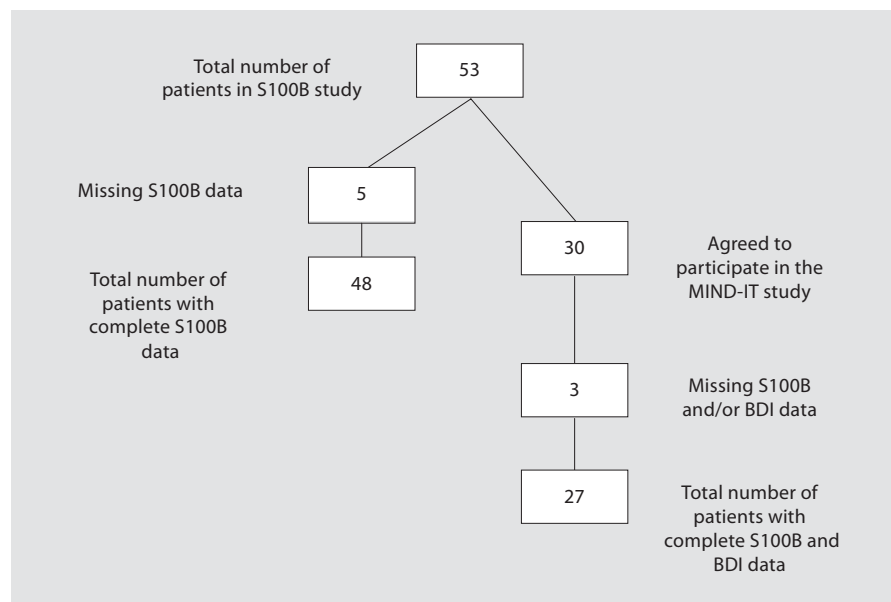 Total number of
patients in S100B study
53
Missing S100B data
5
Total number of
patients with
complete S100B
data
48
30
Agreed to
participate in the
MIND-IT study
3
Missing S100B
and/or BDI data
27
Total number of
patients with
complete S100B and
BDI data